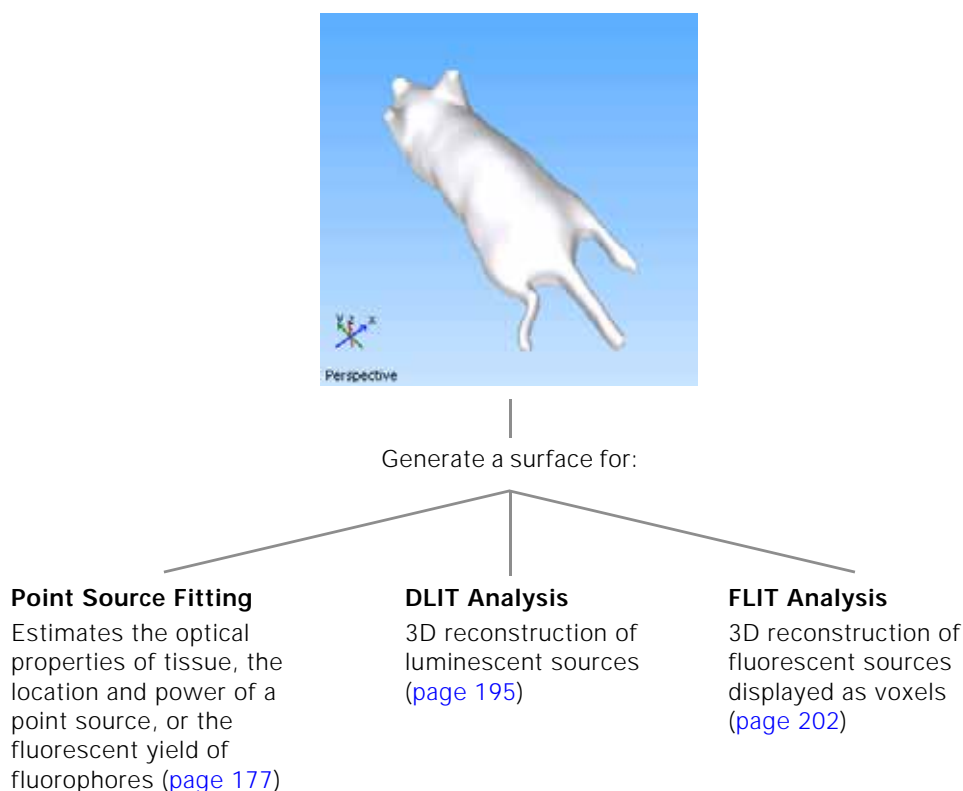 y z x
Perspective
Generate a surface for:
Point Source Fitting
Estimates the optical
properties of tissue, the
location and power of a
point source, or the
fluorescent yield of
fluorophores (page 177)
DLIT Analysis
3D reconstruction of
luminescent sources
(page 195)
FLIT Analysis
3D reconstruction of
fluorescent sources
displayed as voxels
(page 202)